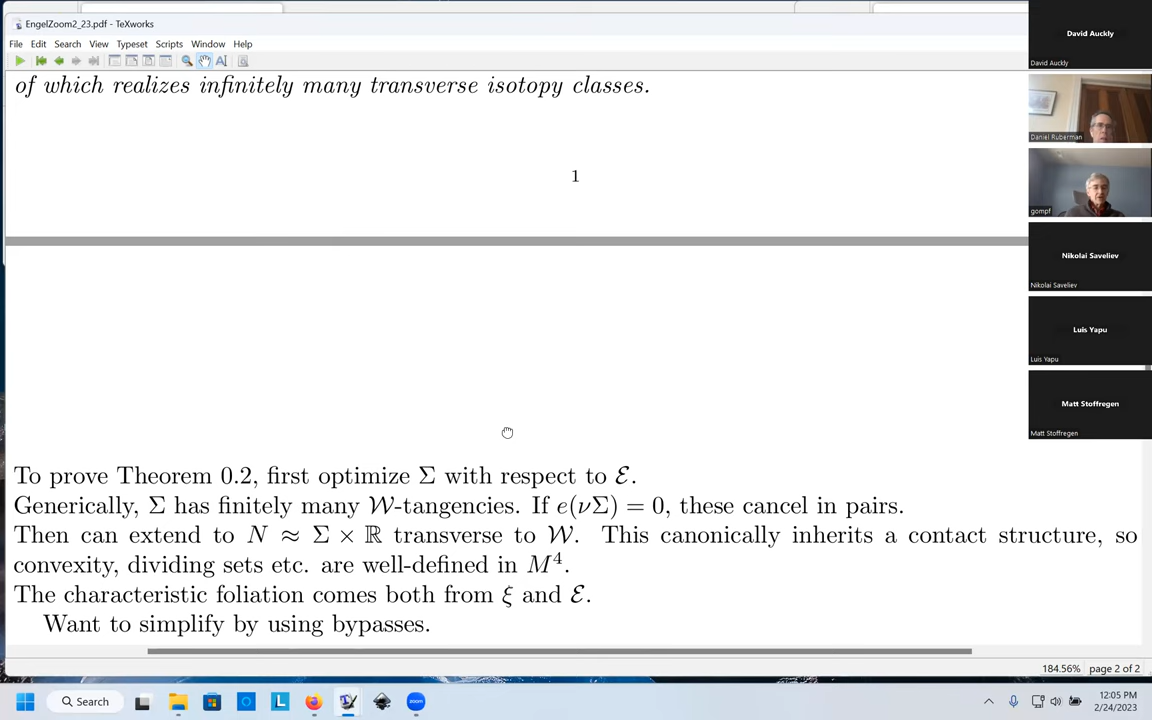 EngelZoom2_23.pdf - TeXworks
File Edit Search View Typeset Scripts Window Help
of which realizes infinitely many transverse isotopy classes.
1
To prove Theorem 0.2, first optimize Σ with respect to ℰ.
Generically, Σ has finitely many 𝒲-tangencies. If e(νΣ) = 0, these cancel in pairs.
Then can extend to N ≈ Σ × ℝ transverse to 𝒲. This canonically inherits a contact structure, so
convexity, dividing sets etc. are well-defined in M⁴.
The characteristic foliation comes both from ξ and ℰ.
Want to simplify by using bypasses.
184.56% page 2 of 2
David Auckly
David Auckly
Daniel Ruberman
gompf
Nikolai Saveliev
Nikolai Saveliev
Luis Yapu
Luis Yapu
Matt Stoffregen
Matt Stoffregen
Search
L
zoom
12:05 PM
2/24/2023